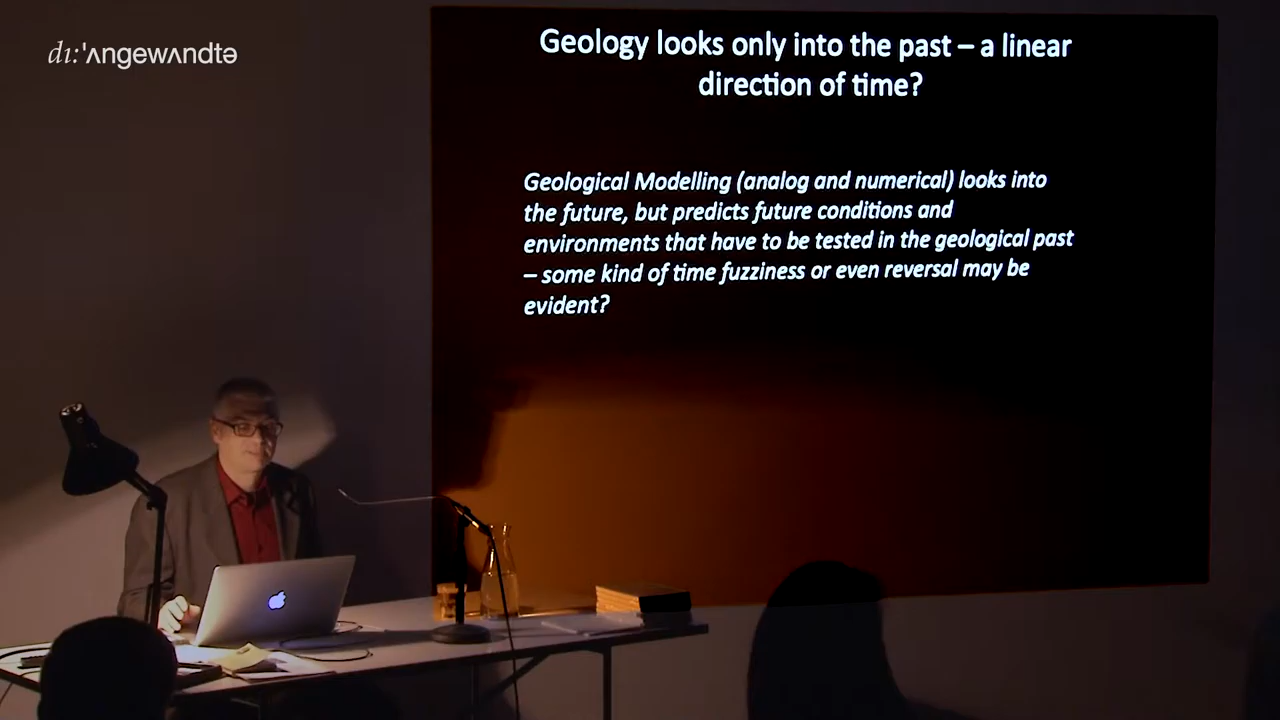 dı:'ʌngewʌndtə
Geology looks only into the past – a linear
direction of time?
Geological Modelling (analog and numerical) looks into
the future, but predicts future conditions and
environments that have to be tested in the geological past
– some kind of time fuzziness or even reversal may be
evident?